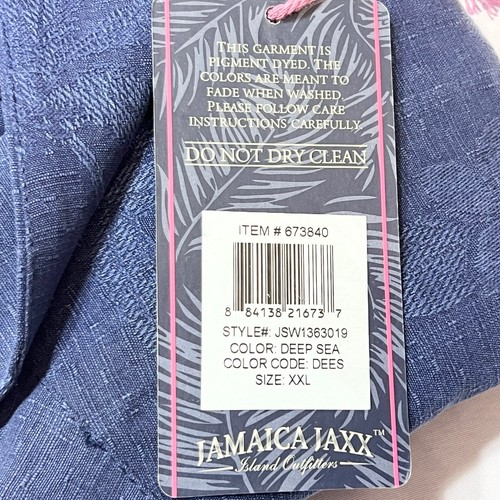 THIS GARMENT IS
PIGMENT DYED. THE
COLORS ARE MEANT TO
FADE WHEN WASHED.
PLEASE FOLLOW CARE
INSTRUCTIONS CAREFULLY.
DO NOT DRY CLEAN
ITEM # 673840
8 84138 21673 7
STYLE#: JSW1363019
COLOR: DEEP SEA
COLOR CODE: DEES
SIZE: XXL
JAMAICA JAXX™
Island Outfitters